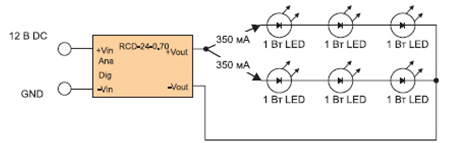 350 мА
1 Вт LED 1 Вт LED 1 Вт LED
12 В DC
RCD-24-0,70
+Vin +Vout
Ana
350 мА
Dig
-Vin -Vout
GND
1 Вт LED 1 Вт LED 1 Вт LED